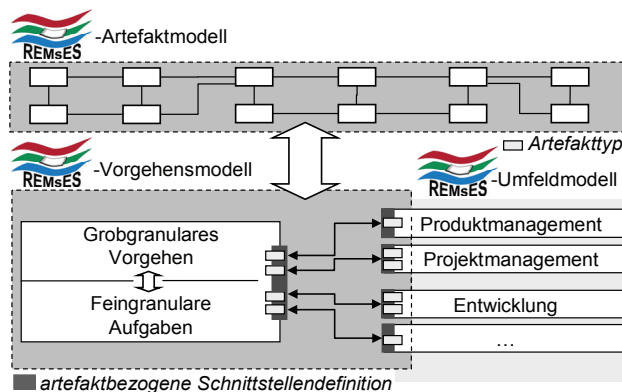 REMsES -Artefaktmodell
Artefakttyp
REMsES -Vorgehensmodell
REMsES -Umfeldmodell
Grobgranulares
Vorgehen
Feingranulare
Aufgaben
Produktmanagement
Projektmanagement
Entwicklung
...
artefaktbezogene Schnittstellendefinition